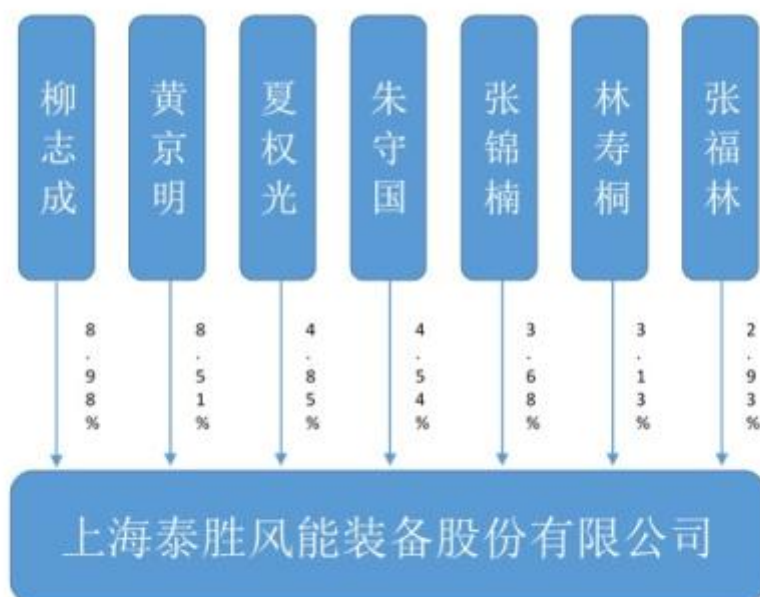 柳志成
黄京明
夏权光
朱守国
张锦楠
林寿桐
张福林
8.98%
8.51%
4.85%
4.54%
3.68%
3.13%
2.93%
上海泰胜风能装备股份有限公司